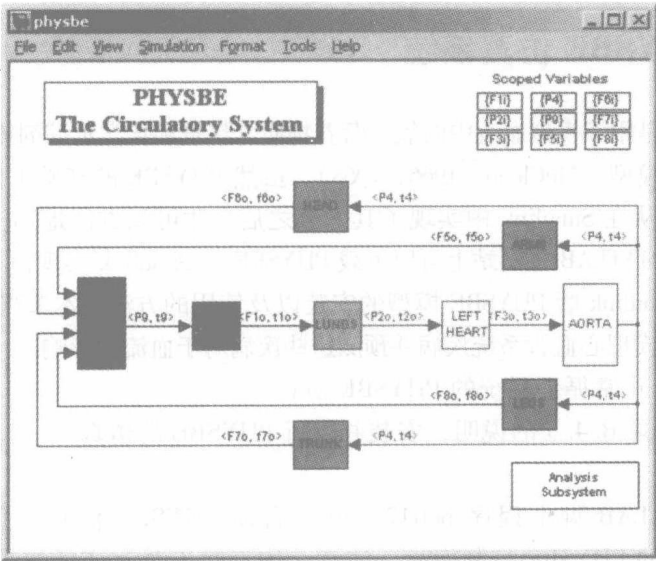 physbe
File Edit View Simulation Format Tools Help
PHYSBE
The Circulatory System
Scoped Variables
{F1i} {P4} {F6i}
{P2i} {P9} {F7i}
{F3i} {F5i} {F8i}
<F6o, f6o> HEAD <P4, t4>
<F5o, f5o> ARMS <P4, t4>
<P9, t9> <F1o, t1o> LUNGS <P2o, t2o> LEFT HEART <F3o, t3o> AORTA
<F8o, f8o> LEGS <P4, t4>
<F7o, t7o> TRUNK <P4, t4>
Analysis
Subsystem